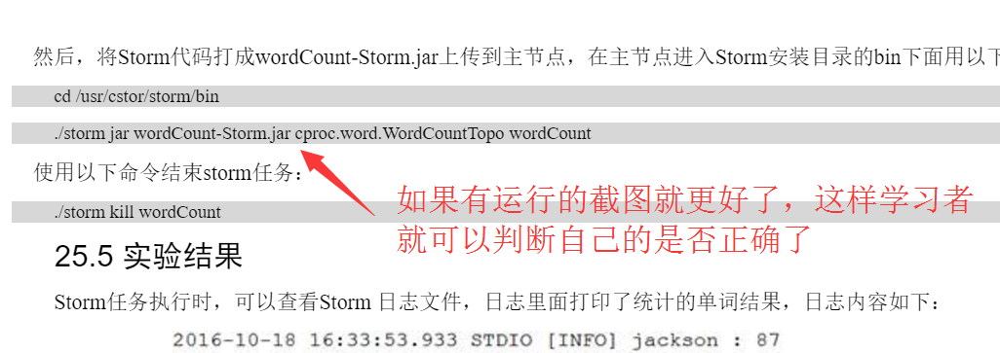 然后，将Storm代码打成wordCount-Storm.jar上传到主节点，在主节点进入Storm安装目录的bin下面用以下
cd /usr/cstor/storm/bin
./storm jar wordCount-Storm.jar cproc.word.WordCountTopo wordCount
使用以下命令结束storm任务：
./storm kill wordCount
如果有运行的截图就更好了，这样学习者
就可以判断自己的是否正确了
25.5 实验结果
Storm任务执行时，可以查看Storm 日志文件，日志里面打印了统计的单词结果，日志内容如下：
2016-10-18 16:33:53.933 STDIO [INFO] jackson : 87